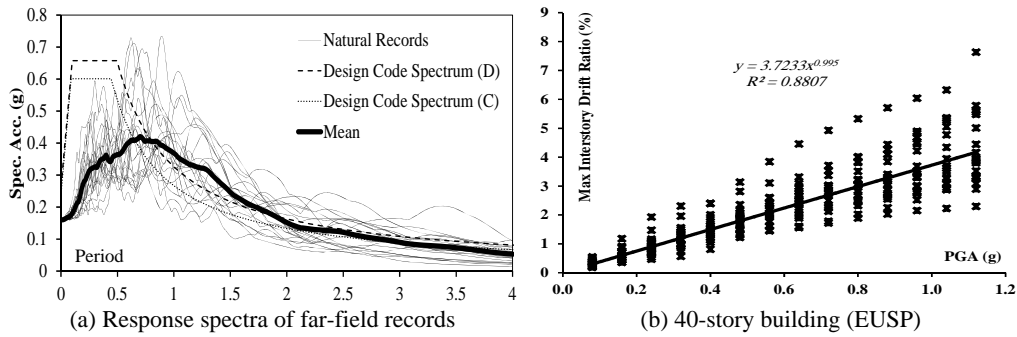 0.8
0.7
0.6
0.5
0.4
0.3
0.2
0.1
0
Spec. Acc. (g)
Natural Records
Design Code Spectrum (D)
Design Code Spectrum (C)
Mean
Period
0 0.5 1 1.5 2 2.5 3 3.5 4
(a) Response spectra of far-field records
9
8
7
6
5
4
3
2
1
0
Max Interstory Drift Ratio (%)
y = 3.7233x^0.995
R² = 0.8807
PGA (g)
0.0 0.2 0.4 0.6 0.8 1.0 1.2
(b) 40-story building (EUSP)